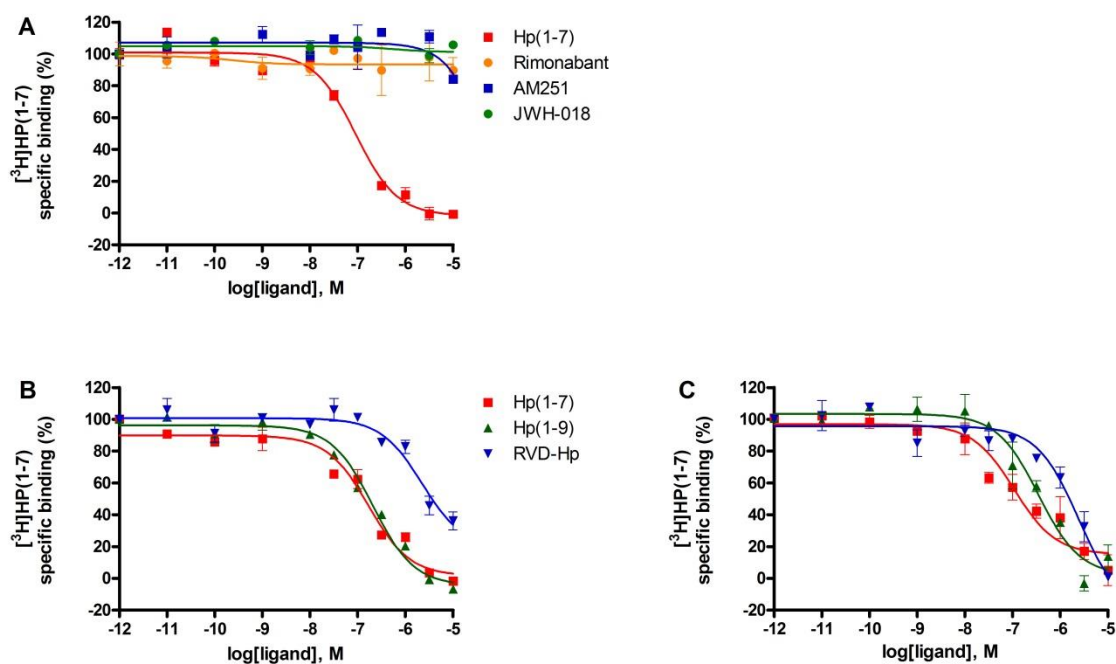 A
[³H]HP(1-7)
specific binding (%)
120
100
80
60
40
20
0
-20
-12 -11 -10 -9 -8 -7 -6 -5
log[ligand], M
Hp(1-7)
Rimonabant
AM251
JWH-018
B
[³H]HP(1-7)
specific binding (%)
120
100
80
60
40
20
0
-20
-12 -11 -10 -9 -8 -7 -6 -5
log[ligand], M
Hp(1-7)
Hp(1-9)
RVD-Hp
C
[³H]HP(1-7)
specific binding (%)
120
100
80
60
40
20
0
-20
-12 -11 -10 -9 -8 -7 -6 -5
log[ligand], M